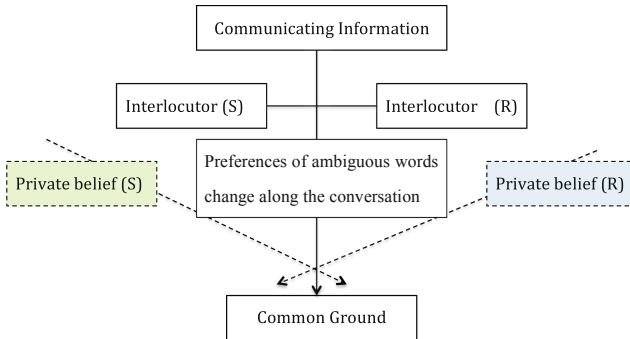 Communicating Information
Interlocutor (S)
Interlocutor (R)
Preferences of ambiguous words
change along the conversation
Private belief (S)
Private belief (R)
Common Ground